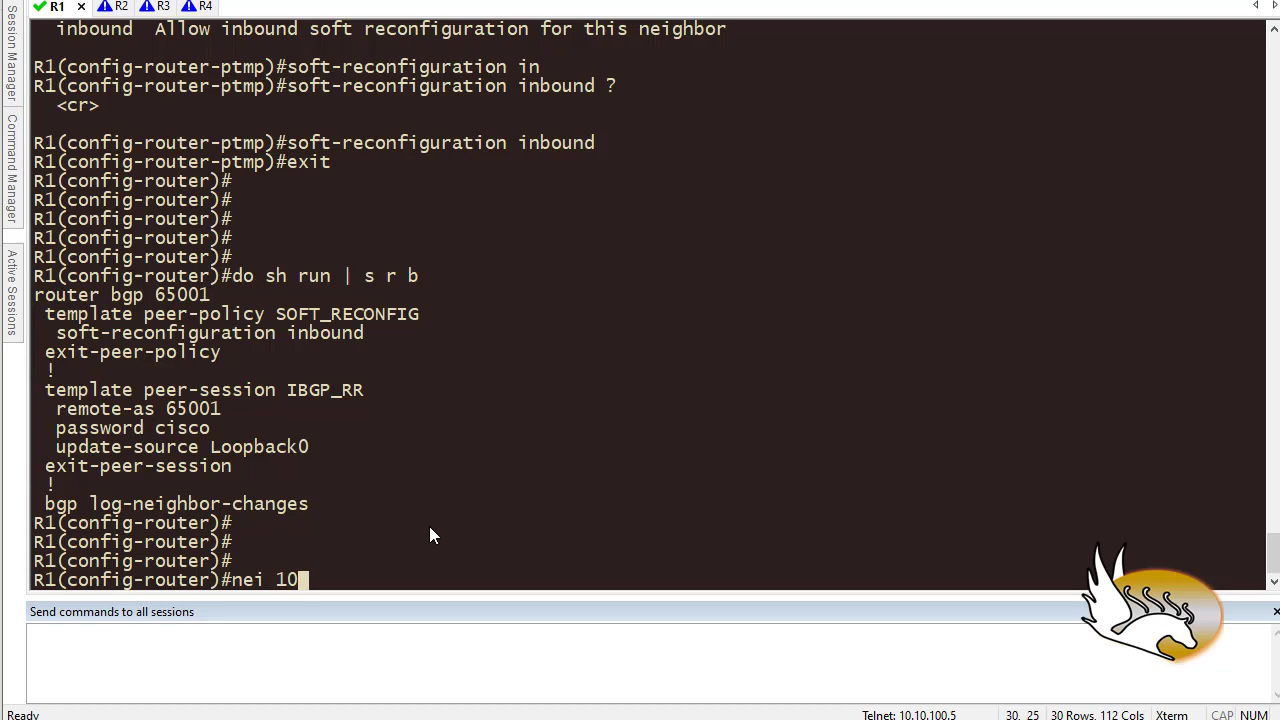 R1 R2 R3 R4
Session Manager
Command Manager
Active Sessions
inbound  Allow inbound soft reconfiguration for this neighbor
R1(config-router-ptmp)#soft-reconfiguration in
R1(config-router-ptmp)#soft-reconfiguration inbound ?
<cr>
R1(config-router-ptmp)#soft-reconfiguration inbound
R1(config-router-ptmp)#exit
R1(config-router)#
R1(config-router)#
R1(config-router)#
R1(config-router)#
R1(config-router)#
R1(config-router)#do sh run | s r b
router bgp 65001
template peer-policy SOFT_RECONFIG
soft-reconfiguration inbound
exit-peer-policy
!
template peer-session IBGP_RR
remote-as 65001
password cisco
update-source Loopback0
exit-peer-session
!
bgp log-neighbor-changes
R1(config-router)#
R1(config-router)#
R1(config-router)#
R1(config-router)#nei 10
Send commands to all sessions
Ready Telnet: 10.10.100.5 30, 25 30 Rows, 112 Cols Xterm CAP NUM